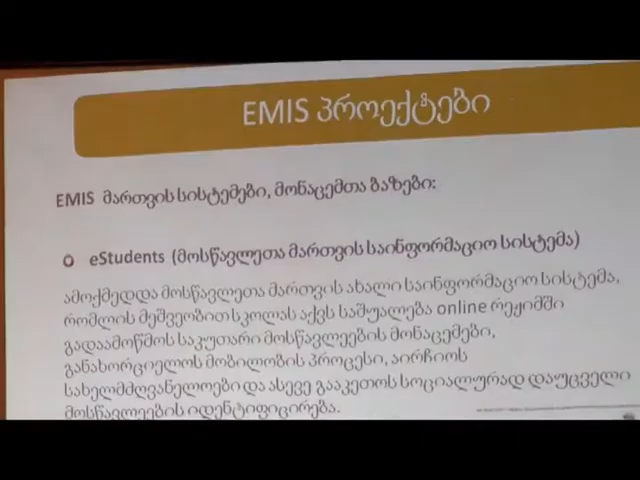 EMIS პროექტები
EMIS მართვის სისტემები, მონაცემთა ბაზები:
eStudents (მოსწავლეთა მართვის საინფორმაციო სისტემა)
ამოქმედდა მოსწავლეთა მართვის ახალი საინფორმაციო სისტემა,
რომლის მეშვეობით სკოლას აქვს საშუალება online რეჟიმში
გადაამოწმოს საკუთარი მოსწავლეების მონაცემები,
განახორციელოს მობილობის პროცესი, აირჩიოს
სახელმძღვანელოები და ასევე გააკეთოს სოციალურად დაუცველი
მოსწავლეების იდენტიფიცირება.